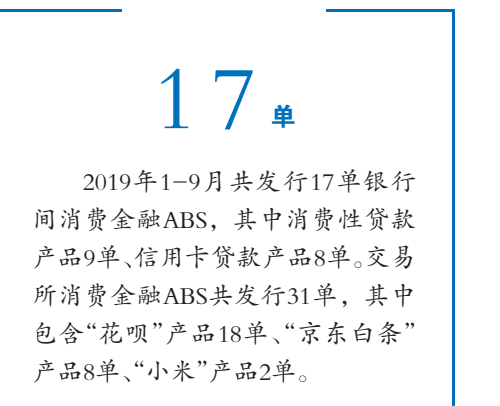 17单
2019年1-9月共发行17单银行
间消费金融ABS，其中消费性贷款
产品9单、信用卡贷款产品8单。交易
所消费金融ABS共发行31单，其中
包含“花呗”产品18单、“京东白条”
产品8单、“小米”产品2单。